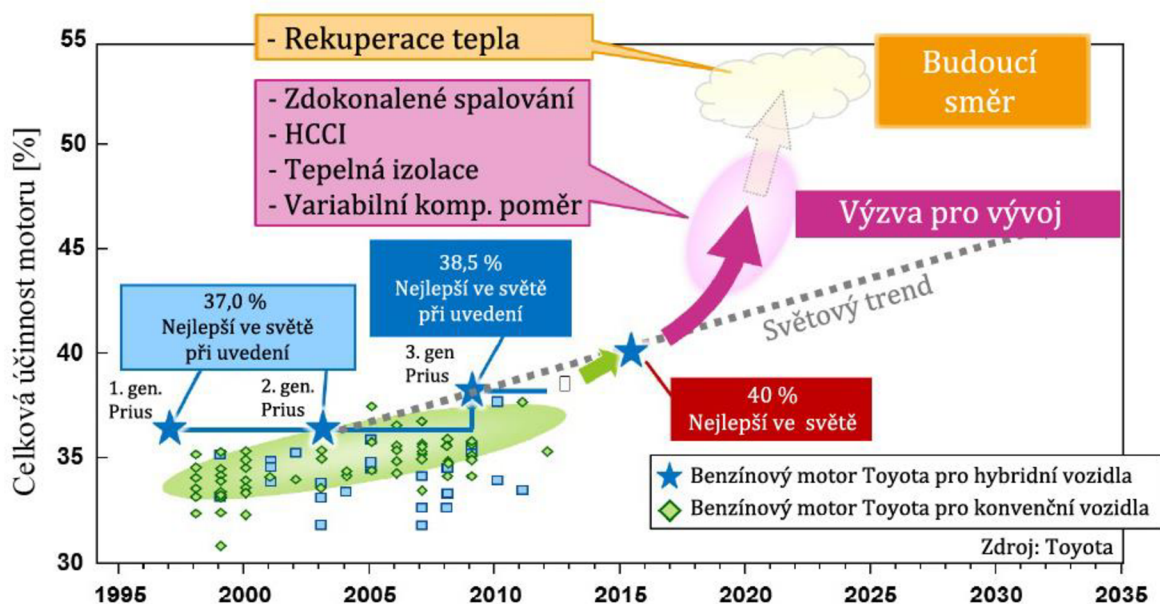 55
50
45
40
35
30
Celková účinnost motoru [%]
- Rekuperace tepla
- Zdokonalené spalování
- HCCI
- Tepelná izolace
- Variabilní komp. poměr
Budoucí
směr
Výzva pro vývoj
Světový trend
37,0 %
Nejlepší ve světě
při uvedení
38,5 %
Nejlepší ve světě
při uvedení
1. gen.
Prius
2. gen.
Prius
3. gen
Prius
40 %
Nejlepší ve světě
Benzínový motor Toyota pro hybridní vozidla
Benzínový motor Toyota pro konvenční vozidla
Zdroj: Toyota
1995 2000 2005 2010 2015 2020 2025 2030 2035